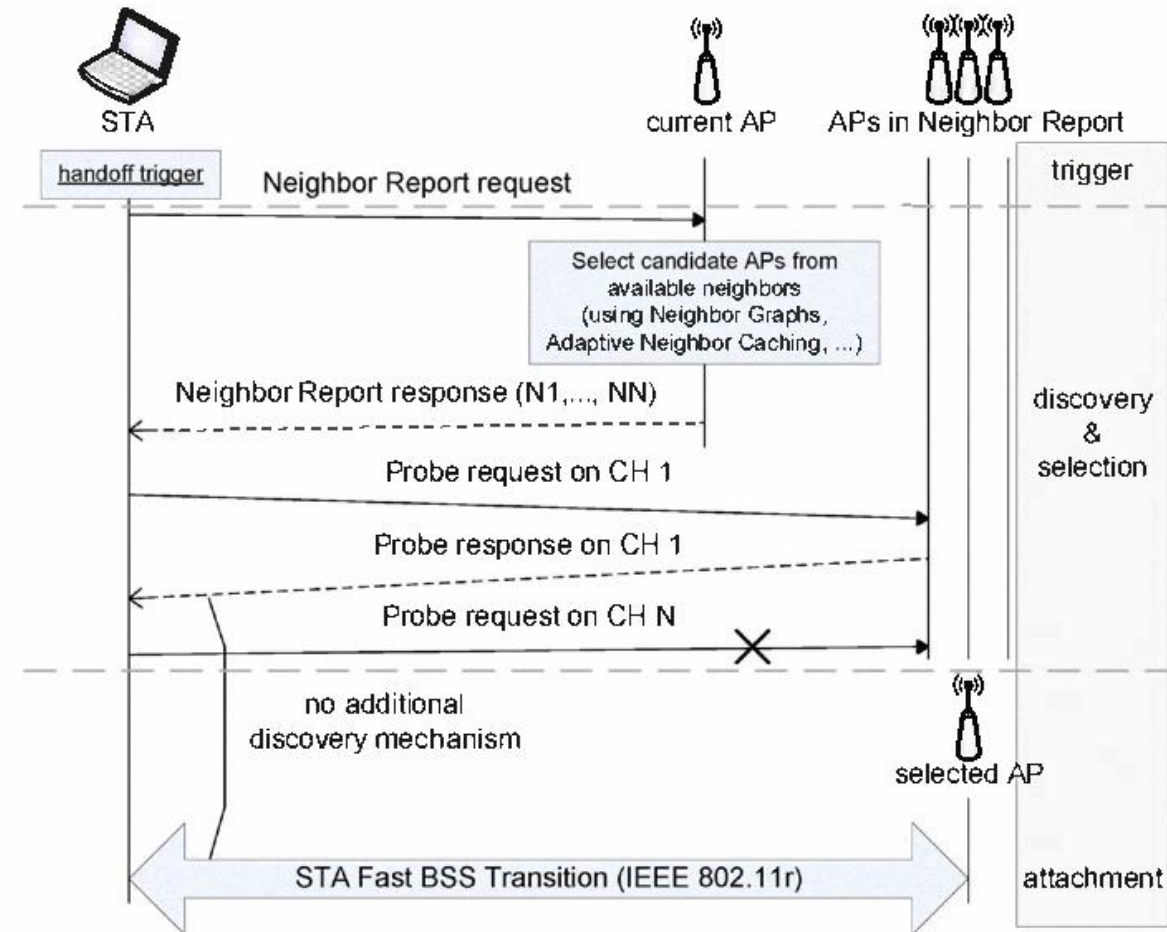 STA
current AP
APs in Neighbor Report
handoff trigger
Neighbor Report request
trigger
Select candidate APs from
available neighbors
(using Neighbor Graphs,
Adaptive Neighbor Caching, ...)
Neighbor Report response (N1,..., NN)
discovery
&
selection
Probe request on CH 1
Probe response on CH 1
Probe request on CH N
no additional
discovery mechanism
selected AP
STA Fast BSS Transition (IEEE 802.11r)
attachment